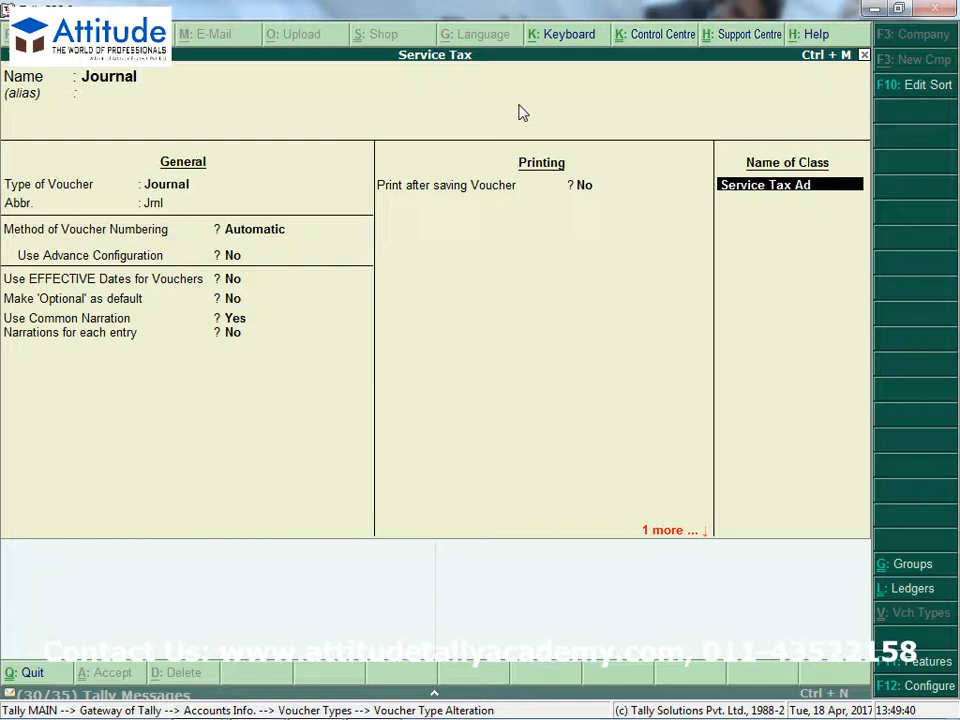 Attitude
THE WORLD OF PROFESSIONALS
M: E-Mail
O: Upload
S: Shop
G: Language
K: Keyboard
K: Control Centre
H: Support Centre
H: Help
F3: Company
Service Tax
Ctrl + M
F3: New Cmp
Name : Journal
(alias) :
F10: Edit Sort
General
Printing
Name of Class
Type of Voucher : Journal
Print after saving Voucher ? No
Service Tax Ad
Abbr. : Jrnl
Method of Voucher Numbering ? Automatic
Use Advance Configuration ? No
Use EFFECTIVE Dates for Vouchers ? No
Make 'Optional' as default ? No
Use Common Narration ? Yes
Narrations for each entry ? No
1 more ... ↓
G: Groups
L: Ledgers
V: Vch Types
Contact Us: www.attitudetallyacademy.com, 011-43522158
Features
Q: Quit
A: Accept
D: Delete
F12: Configure
(30/35) Tally Messages
Ctrl + N
Tally MAIN --> Gateway of Tally --> Accounts Info. --> Voucher Types --> Voucher Type Alteration
(c) Tally Solutions Pvt. Ltd., 1988-2
Tue, 18 Apr, 2017
13:49:40